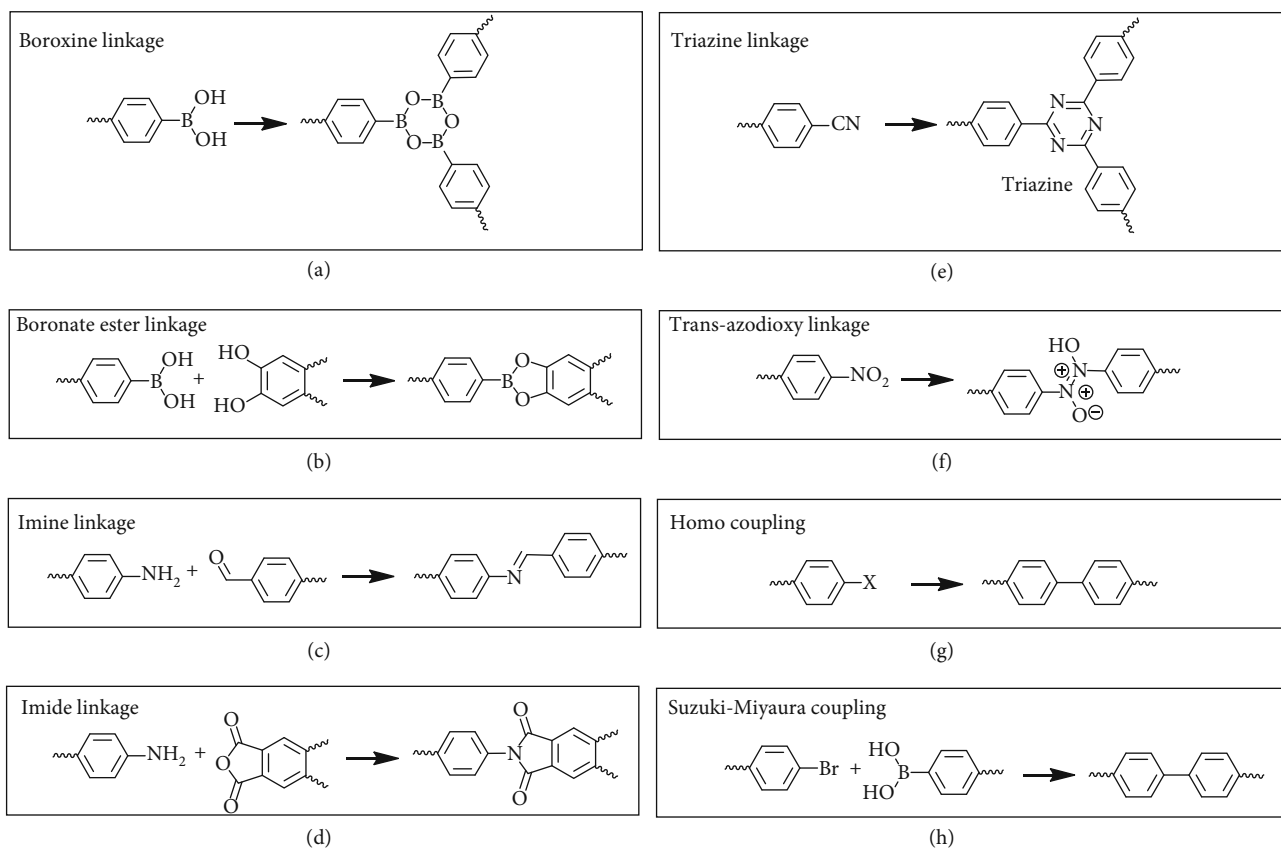 Boroxine linkage
OH
B
OH
O
B
B
O
O
B
(a)
Boronate ester linkage
OH
B
OH
+
HO
HO
O
B
O
(b)
Imine linkage
NH2
+
O
N
(c)
Imide linkage
NH2
+
O
O
O
O
N
O
(d)
Triazine linkage
CN
N
N
N
Triazine
(e)
Trans-azodioxy linkage
NO2
HO
+
N
N
+
O
−
(f)
Homo coupling
X
(g)
Suzuki-Miyaura coupling
Br
+
HO
B
HO
(h)